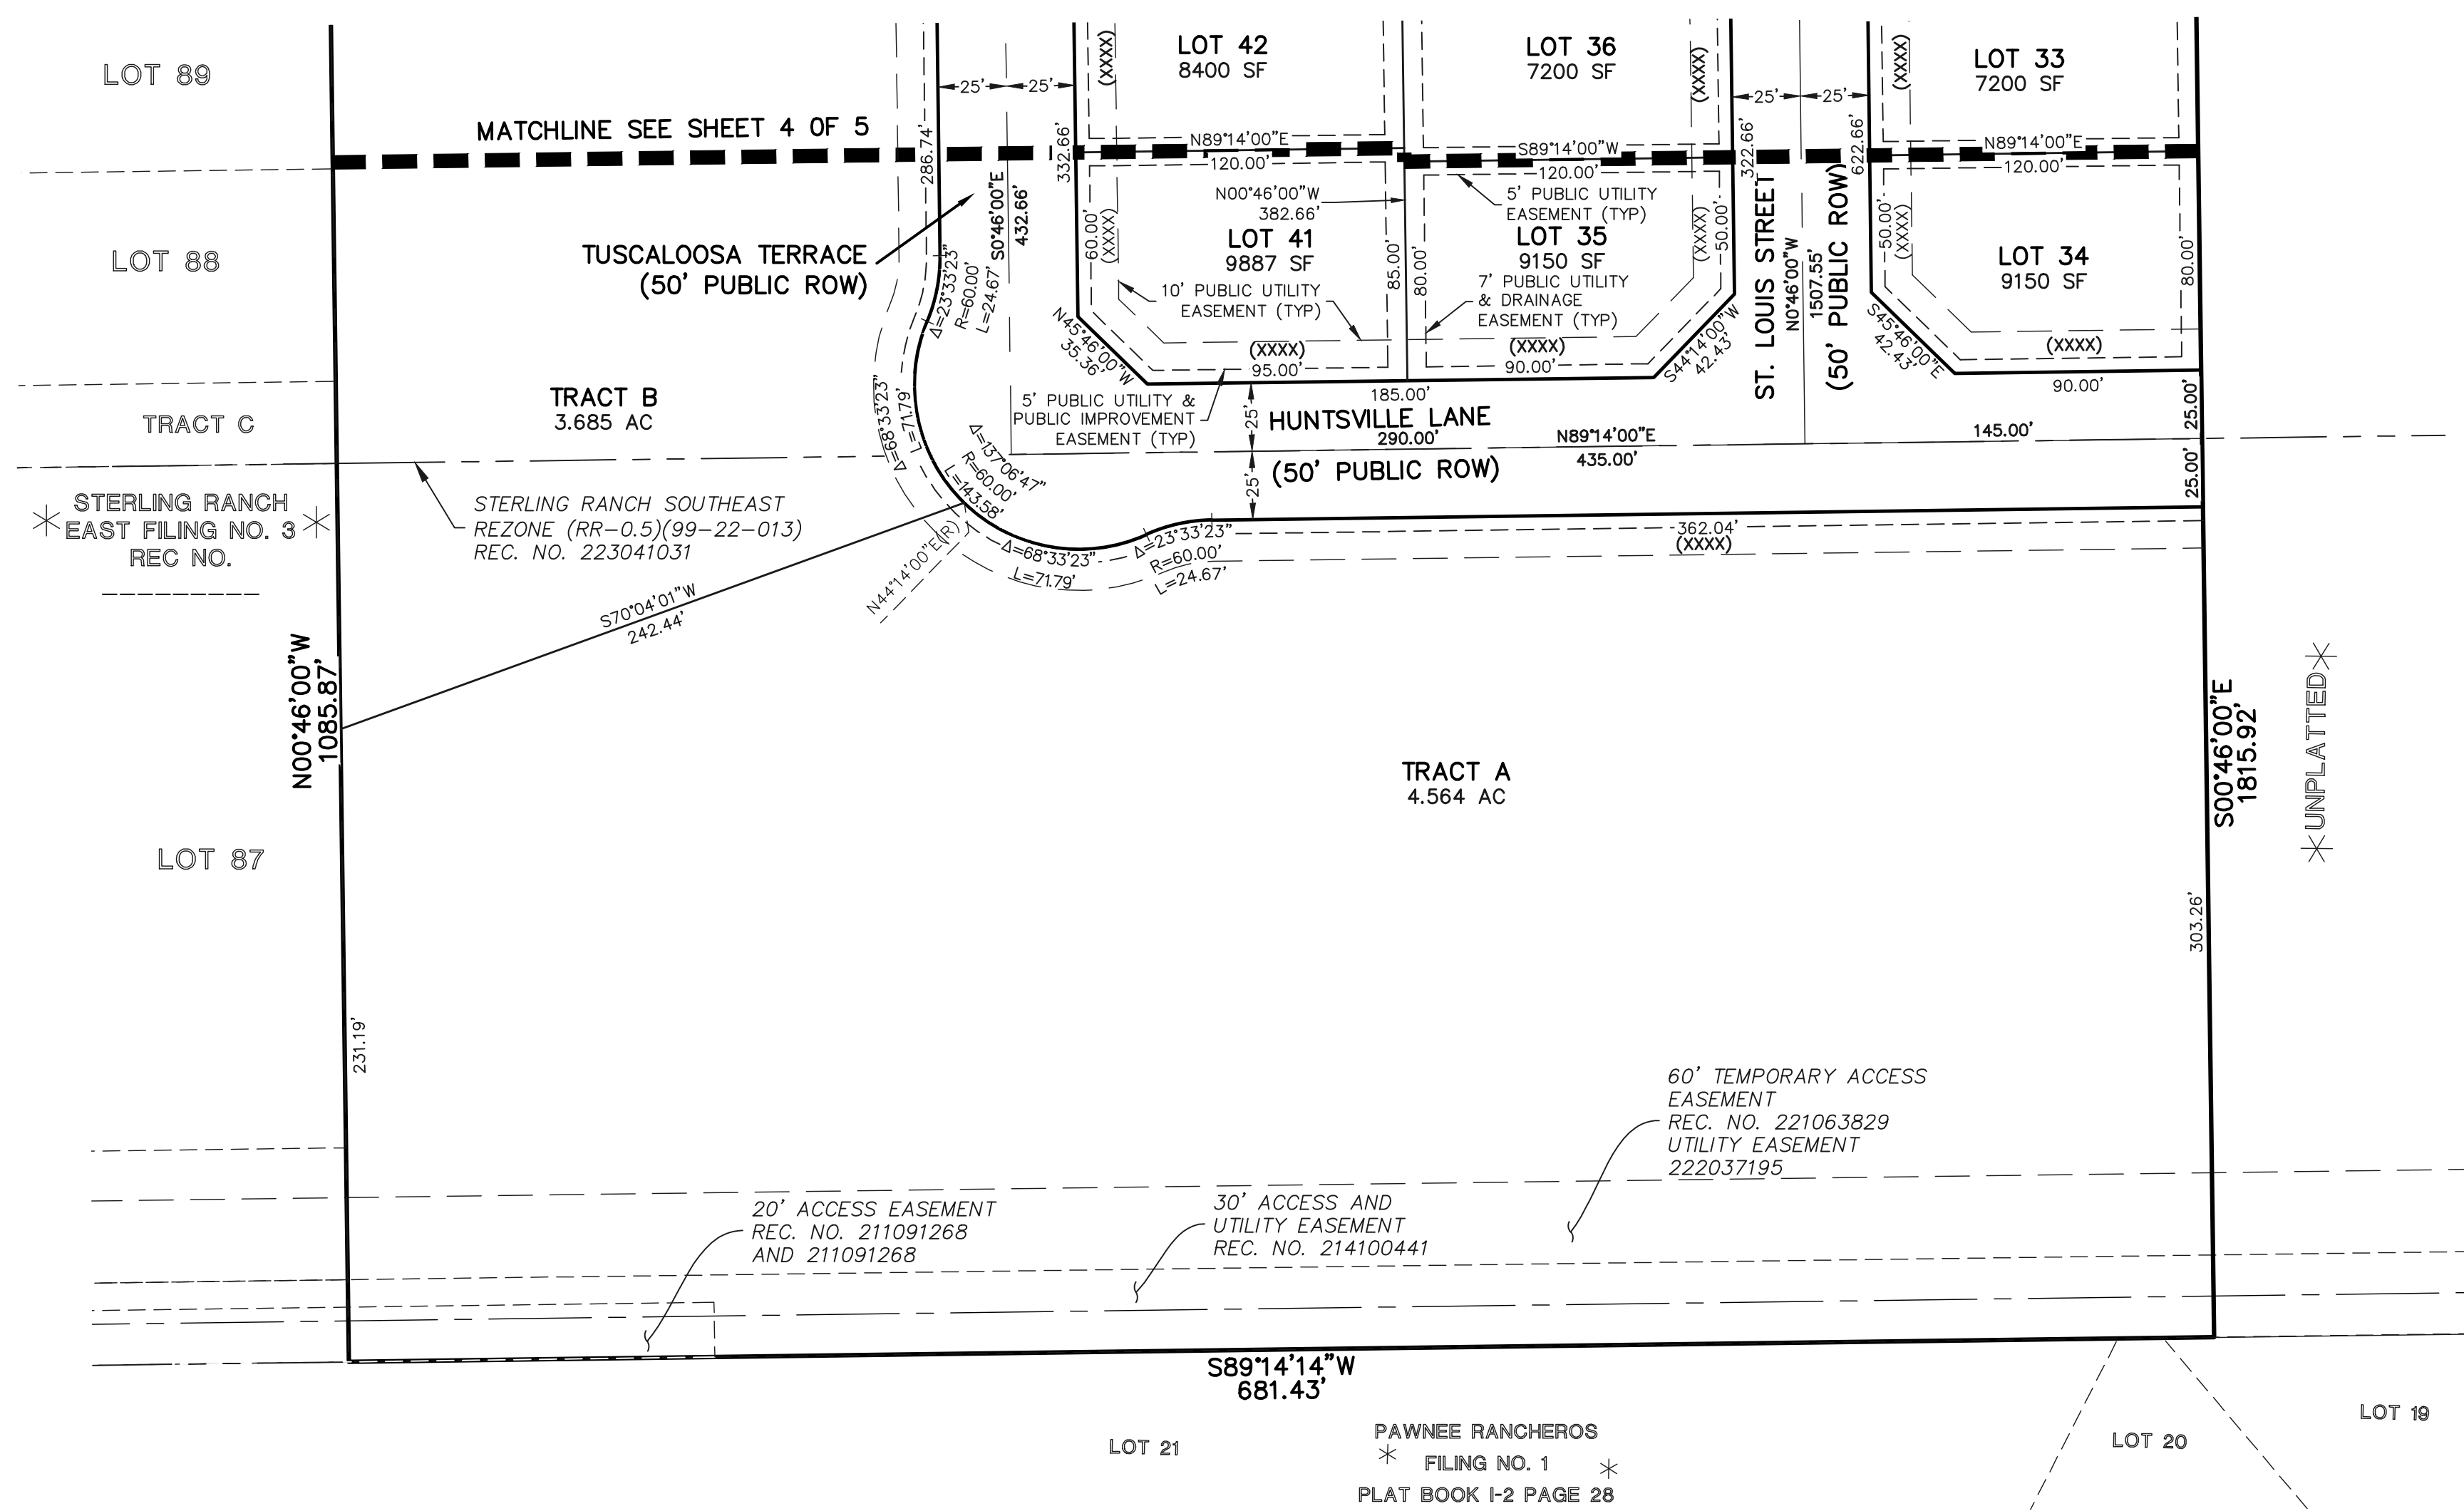 LOT 89
MATCHLINE SEE SHEET 4 OF 5
LOT 42
8400 SF
LOT 36
7200 SF
LOT 33
7200 SF
(XXXX)
(XXXX)
(XXXX)
25'
25'
25'
25'
286.74'
332.66'
322.66'
622.66'
N89°14'00"E
120.00'
S89°14'00"W
120.00'
N89°14'00"E
120.00'
LOT 88
TUSCALOOSA TERRACE
(50' PUBLIC ROW)
S0°46'00"E
432.66'
Δ=23°33'23"
R=60.00'
L=24.67'
60.00'
(XXXX)
N00°46'00"W
382.66'
LOT 41
9887 SF
10' PUBLIC UTILITY
EASEMENT (TYP)
85.00'
80.00'
5' PUBLIC UTILITY
EASEMENT (TYP)
LOT 35
9150 SF
7' PUBLIC UTILITY
& DRAINAGE
EASEMENT (TYP)
(XXXX)
50.00'
ST. LOUIS STREET
N0°46'00"W
1507.55'
(50' PUBLIC ROW)
50.00'
(XXXX)
LOT 34
9150 SF
80.00'
N45°46'00"W
35.36'
(XXXX)
95.00'
(XXXX)
90.00'
S44°14'00"W
42.43'
S45°46'00"E
42.43'
(XXXX)
90.00'
TRACT C
TRACT B
3.685 AC
Δ=68°33'23"
L=71.79'
5' PUBLIC UTILITY &
PUBLIC IMPROVEMENT
EASEMENT (TYP)
185.00'
25'
HUNTSVILLE LANE
290.00'
N89°14'00"E
435.00'
145.00'
25.00'
25.00'
(50' PUBLIC ROW)
25'
STERLING RANCH
EAST FILING NO. 3
REC NO.
_________
STERLING RANCH SOUTHEAST
REZONE (RR-0.5)(99-22-013)
REC. NO. 223041031
Δ=137°06'47"
R=60.00'
L=143.58'
N44°14'00"E(R)
Δ=68°33'23"
L=71.79'
Δ=23°33'23"
R=60.00'
L=24.67'
362.04'
(XXXX)
S70°04'01"W
242.44'
N00°46'00"W
1085.87'
S00°46'00"E
1815.92'
UNPLATTED
TRACT A
4.564 AC
LOT 87
303.26'
231.19'
60' TEMPORARY ACCESS
EASEMENT
REC. NO. 221063829
UTILITY EASEMENT
222037195
20' ACCESS EASEMENT
REC. NO. 211091268
AND 211091268
30' ACCESS AND
UTILITY EASEMENT
REC. NO. 214100441
S89°14'14"W
681.43'
LOT 21
PAWNEE RANCHEROS
FILING NO. 1
PLAT BOOK I-2 PAGE 28
LOT 20
LOT 19